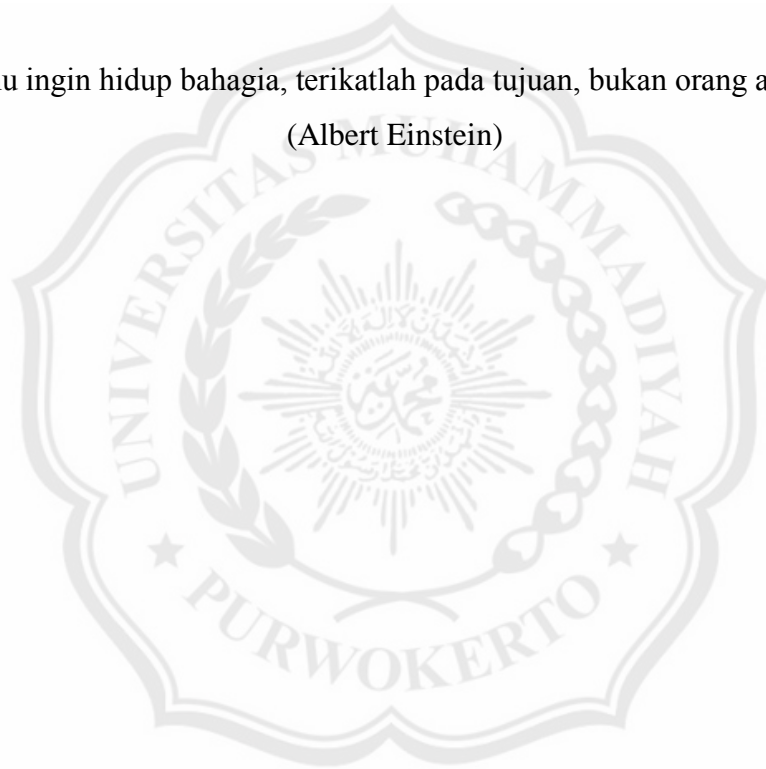 ingin hidup bahagia, terikatlah pada tujuan, bukan orang
(Albert Einstein)
UNIVERSITAS MUHAMMADIYAH
PURWOKERTO